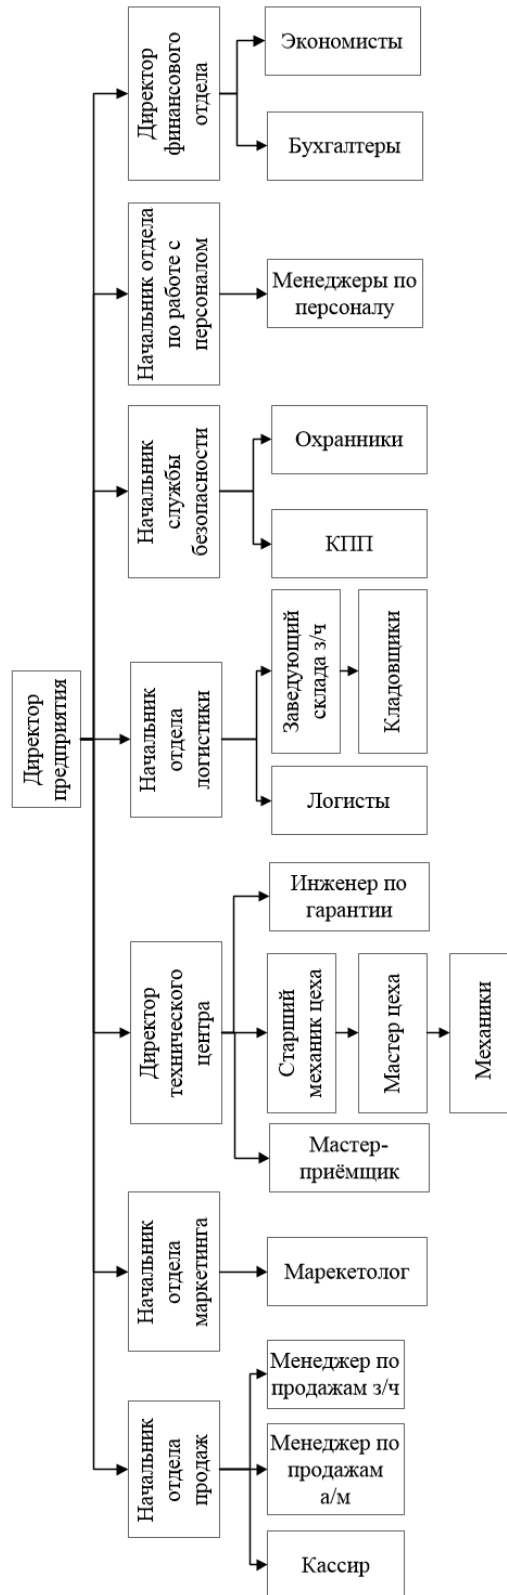 Директор
предприятия
Директор
финансового
отдела
Экономисты
Бухгалтеры
Начальник отдела
по работе с
персоналом
Менеджеры по
персоналу
Начальник
службы
безопасности
Охранники
КПП
Начальник
отдела
логистики
Заведующий
склада з/ч
Кладовщики
Логисты
Директор
технического
центра
Инженер по
гарантии
Старший
механик цеха
Мастер цеха
Механики
Мастер-
приёмщик
Начальник
отдела
маркетинга
Марекетолог
Начальник
отдела
продаж
Менеджер по
продажам з/ч
Менеджер по
продажам
а/м
Кассир